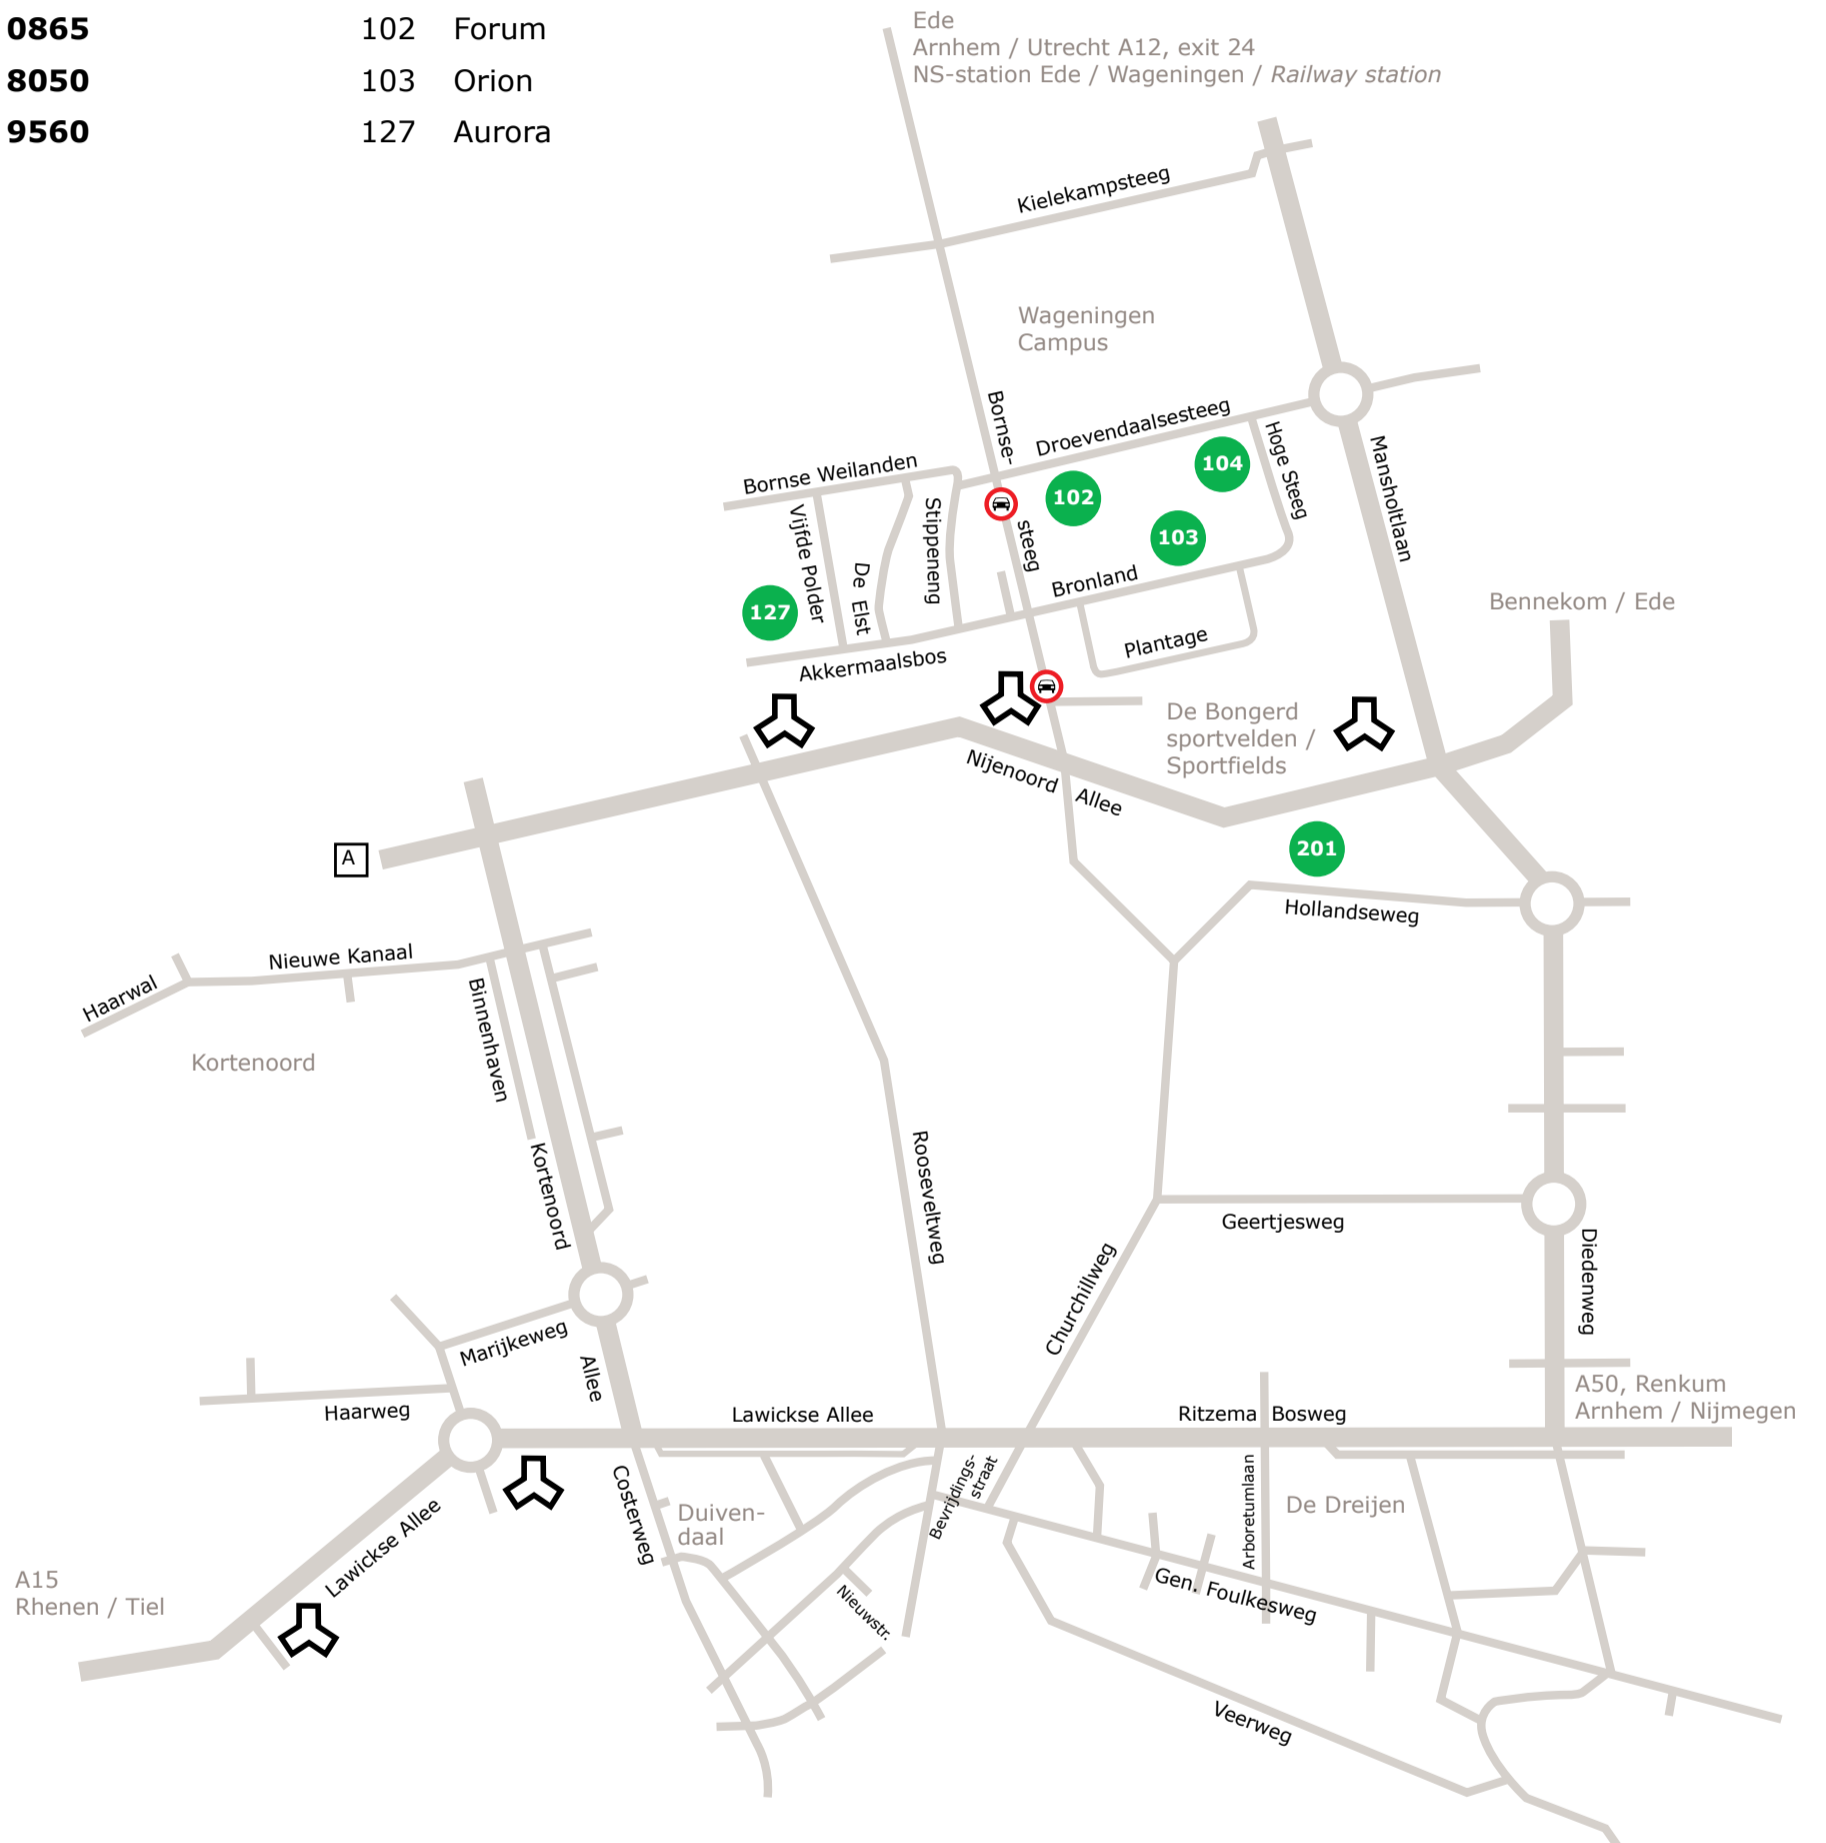 0865 102 Forum
8050 103 Orion
9560 127 Aurora
Ede
Arnhem / Utrecht A12, exit 24
NS-station Ede / Wageningen / Railway station
Kielekampsteeg
Wageningen
Campus
Bornse-
steeg
Droevendaalsesteeg
Hoge Steeg
Mansholtlaan
Bornse Weilanden
104
102
103
Vijfde Polder
De Elst
Stippeneng
127
Bronland
Plantage
Akkermaalsbos
Bennekom / Ede
De Bongerd
sportvelden /
Sportfields
Nijenoord Allee
A
201
Hollandseweg
Nieuwe Kanaal
Haarwal
Binnenhaven
Kortenoord
Kortenoord
Allee
Rooseveltweg
Geertjesweg
Churchillweg
Diedenweg
Marijkeweg
Haarweg
Lawickse Allee
Ritzema Bosweg
A50, Renkum
Arnhem / Nijmegen
Lawickse Allee
Costerweg
Duiven-
daal
Bevrijdings-
straat
Arboretumlaan
De Dreijen
A15
Rhenen / Tiel
Nieuwstr.
Gen. Foulkesweg
Veerweg